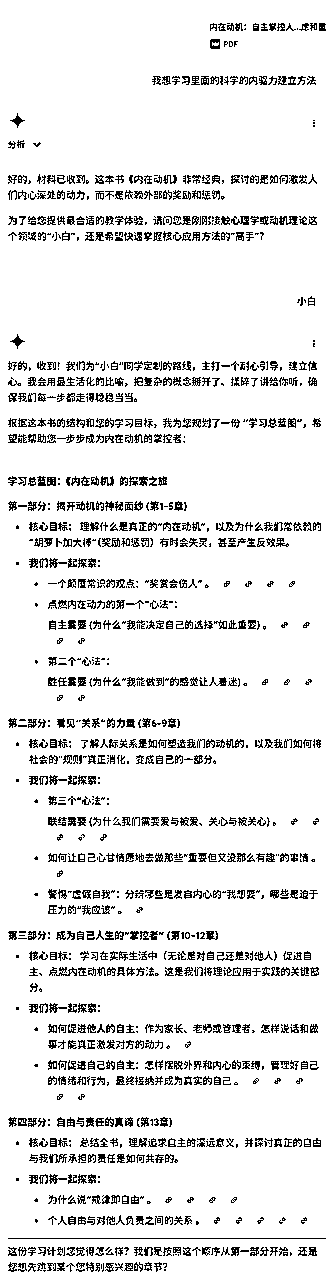 内在动机：自主掌控人...虑和重
PDF
我想学习里面的科学的内驱力建立方法
分析
好的，材料已收到。这本书《内在动机》非常经典，探讨的是如何激发人
们内心深处的动力，而不是依赖外部的奖励和惩罚。
为了给您提供最合适的教学体验，请问您是刚刚接触心理学或动机理论这
个领域的“小白”，还是希望快速掌握核心应用方法的“高手”？
小白
好的，收到！我们为“小白”同学定制的路线，主打一个耐心引导，建立信
心。我会用最生活化的比喻，把复杂的概念掰开了、揉碎了讲给你听，确
保我们每一步都走得稳稳当当。
根据这本书的结构和您的学习目标，我为您规划了一份 “学习总蓝图”，希
望能帮助您一步步成为内在动机的掌控者：
学习总蓝图：《内在动机》的探索之旅
第一部分：揭开动机的神秘面纱 (第1-5章)
核心目标： 理解什么是真正的“内在动机”，以及为什么我们常依赖的
“胡萝卜加大棒”(奖励和惩罚) 有时会失灵，甚至产生反效果。
我们将一起探索：
一个颠覆常识的观点：“奖赏会伤人” 。
点燃内在动力的第一个“心法”：
自主需要 (为什么“我能决定自己的选择”如此重要) 。
第二个“心法”：
胜任需要 (为什么“我能做到”的感觉让人着迷) 。
第二部分：看见“关系”的力量 (第6-9章)
核心目标： 了解人际关系是如何塑造我们的动机的，以及我们如何将
社会的“规则”真正消化，变成自己的一部分。
我们将一起探索：
第三个“心法”：
联结需要 (为什么我们需要爱与被爱、关心与被关心) 。
如何让自己心甘情愿地去做那些“重要但又没那么有趣”的事情 。
警惕“虚假自我”：分辨哪些是发自内心的“我想要”，哪些是迫于
压力的“我应该” 。
第三部分：成为自己人生的“掌控者” (第10-12章)
核心目标： 学习在实际生活中（无论是对自己还是对他人）促进自
主、点燃内在动机的具体方法。这是我们将理论应用于实践的关键部
分。
我们将一起探索：
如何促进他人的自主：作为家长、老师或管理者，怎样说话和做
事才能真正激发对方的动力 。
如何促进自己的自主：怎样摆脱外界和内心的束缚，管理好自己
的情绪和行为，最终接纳并成为真实的自己 。
第四部分：自由与责任的真谛 (第13章)
核心目标： 总结全书，理解追求自主的深远意义，并探讨真正的自由
与我们所承担的责任是如何共存的。
我们将一起探索：
为什么说“戒律即自由” 。
个人自由与对他人负责之间的关系 。
这份学习计划您觉得怎么样？我们是按照这个顺序从第一部分开始，还是
您想先跳到某个您特别感兴趣的章节？